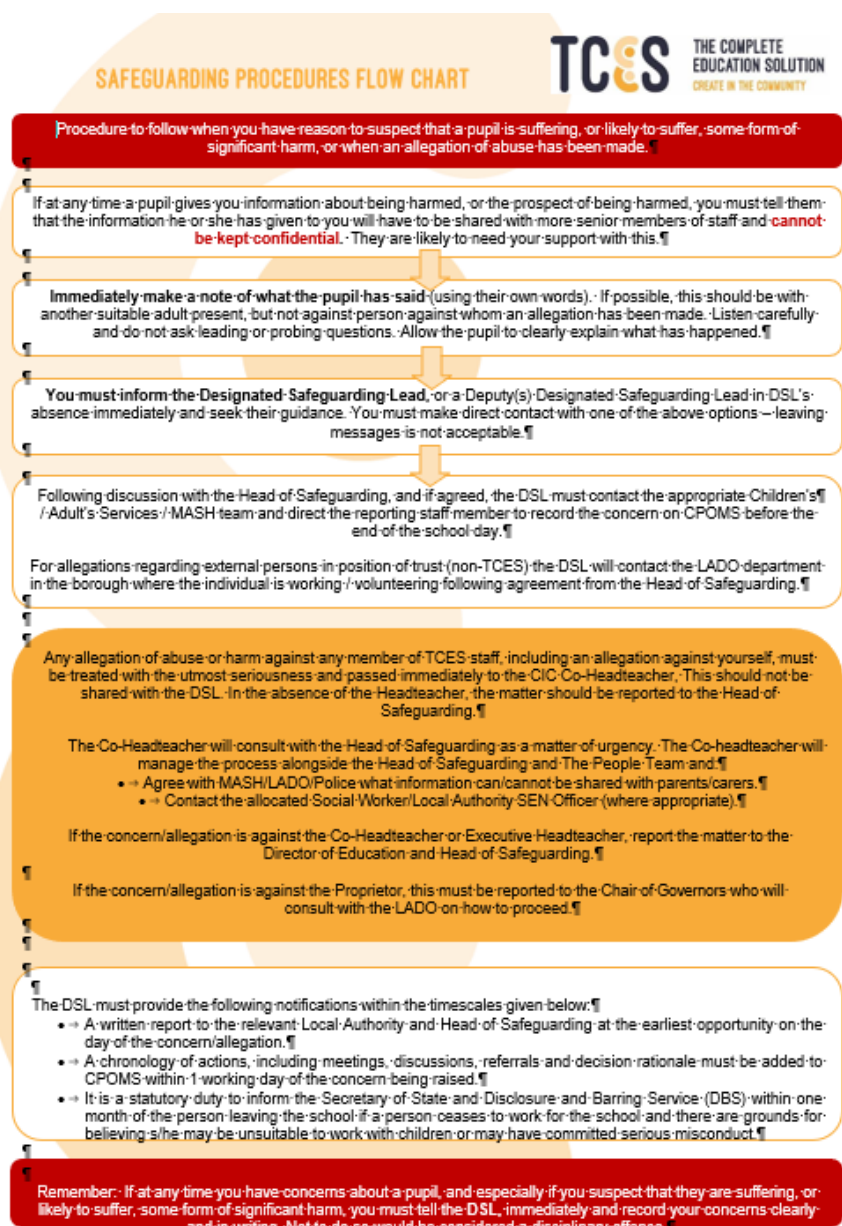 SAFEGUARDING PROCEDURES FLOW CHART
TCES
THE COMPLETE
EDUCATION SOLUTION
CREATE IN THE COMMUNITY
Procedure to follow when you have reason to suspect that a pupil is suffering, or likely to suffer, some form of
significant harm, or when an allegation of abuse has been made.¶
¶
¶
If at any time a pupil gives you information about being harmed, or the prospect of being harmed, you must tell them
that the information he or she has given to you will have to be shared with more senior members of staff and cannot
be kept confidential. They are likely to need your support with this.¶
¶
¶
Immediately make a note of what the pupil has said (using their own words). If possible, this should be with
another suitable adult present, but not against person against whom an allegation has been made. Listen carefully
and do not ask leading or probing questions. Allow the pupil to clearly explain what has happened.¶
¶
¶
You must inform the Designated Safeguarding Lead, or a Deputy(s) Designated Safeguarding Lead in DSL's
absence immediately and seek their guidance. You must make direct contact with one of the above options – leaving
messages is not acceptable.¶
¶
¶
Following discussion with the Head of Safeguarding, and if agreed, the DSL must contact the appropriate Children's¶
/ Adult's Services / MASH team and direct the reporting staff member to record the concern on CPOMS before the
end of the school day.¶
For allegations regarding external persons in position of trust (non-TCES) the DSL will contact the LADO department
in the borough where the individual is working / volunteering following agreement from the Head of Safeguarding.¶
¶
¶
¶
Any allegation of abuse or harm against any member of TCES staff, including an allegation against yourself, must
be treated with the utmost seriousness and passed immediately to the CIC Co-Headteacher, This should not be
shared with the DSL. In the absence of the Headteacher, the matter should be reported to the Head of
Safeguarding.¶
The Co-Headteacher will consult with the Head of Safeguarding as a matter of urgency. The Co-headteacher will
manage the process alongside the Head of Safeguarding and The People Team and:¶
• → Agree with MASH/LADO/Police what information can/cannot be shared with parents/carers.¶
• → Contact the allocated Social Worker/Local Authority SEN Officer (where appropriate).¶
If the concern/allegation is against the Co-Headteacher or Executive Headteacher, report the matter to the
Director of Education and Head of Safeguarding.¶
¶
If the concern/allegation is against the Proprietor, this must be reported to the Chair of Governors who will
consult with the LADO on how to proceed.¶
¶
¶
¶
¶
The DSL must provide the following notifications within the timescales given below:¶
• → A written report to the relevant Local Authority and Head of Safeguarding at the earliest opportunity on the
day of the concern/allegation.¶
• → A chronology of actions, including meetings, discussions, referrals and decision rationale must be added to
CPOMS within 1 working day of the concern being raised.¶
• → It is a statutory duty to inform the Secretary of State and Disclosure and Barring Service (DBS) within one
month of the person leaving the school if a person ceases to work for the school and there are grounds for
believing s/he may be unsuitable to work with children or may have committed serious misconduct.¶
¶
¶
Remember: If at any time you have concerns about a pupil, and especially if you suspect that they are suffering, or
likely to suffer, some form of significant harm, you must tell the DSL, immediately and record your concerns clearly
and in writing. Not to do so would be considered a disciplinary offence.¶